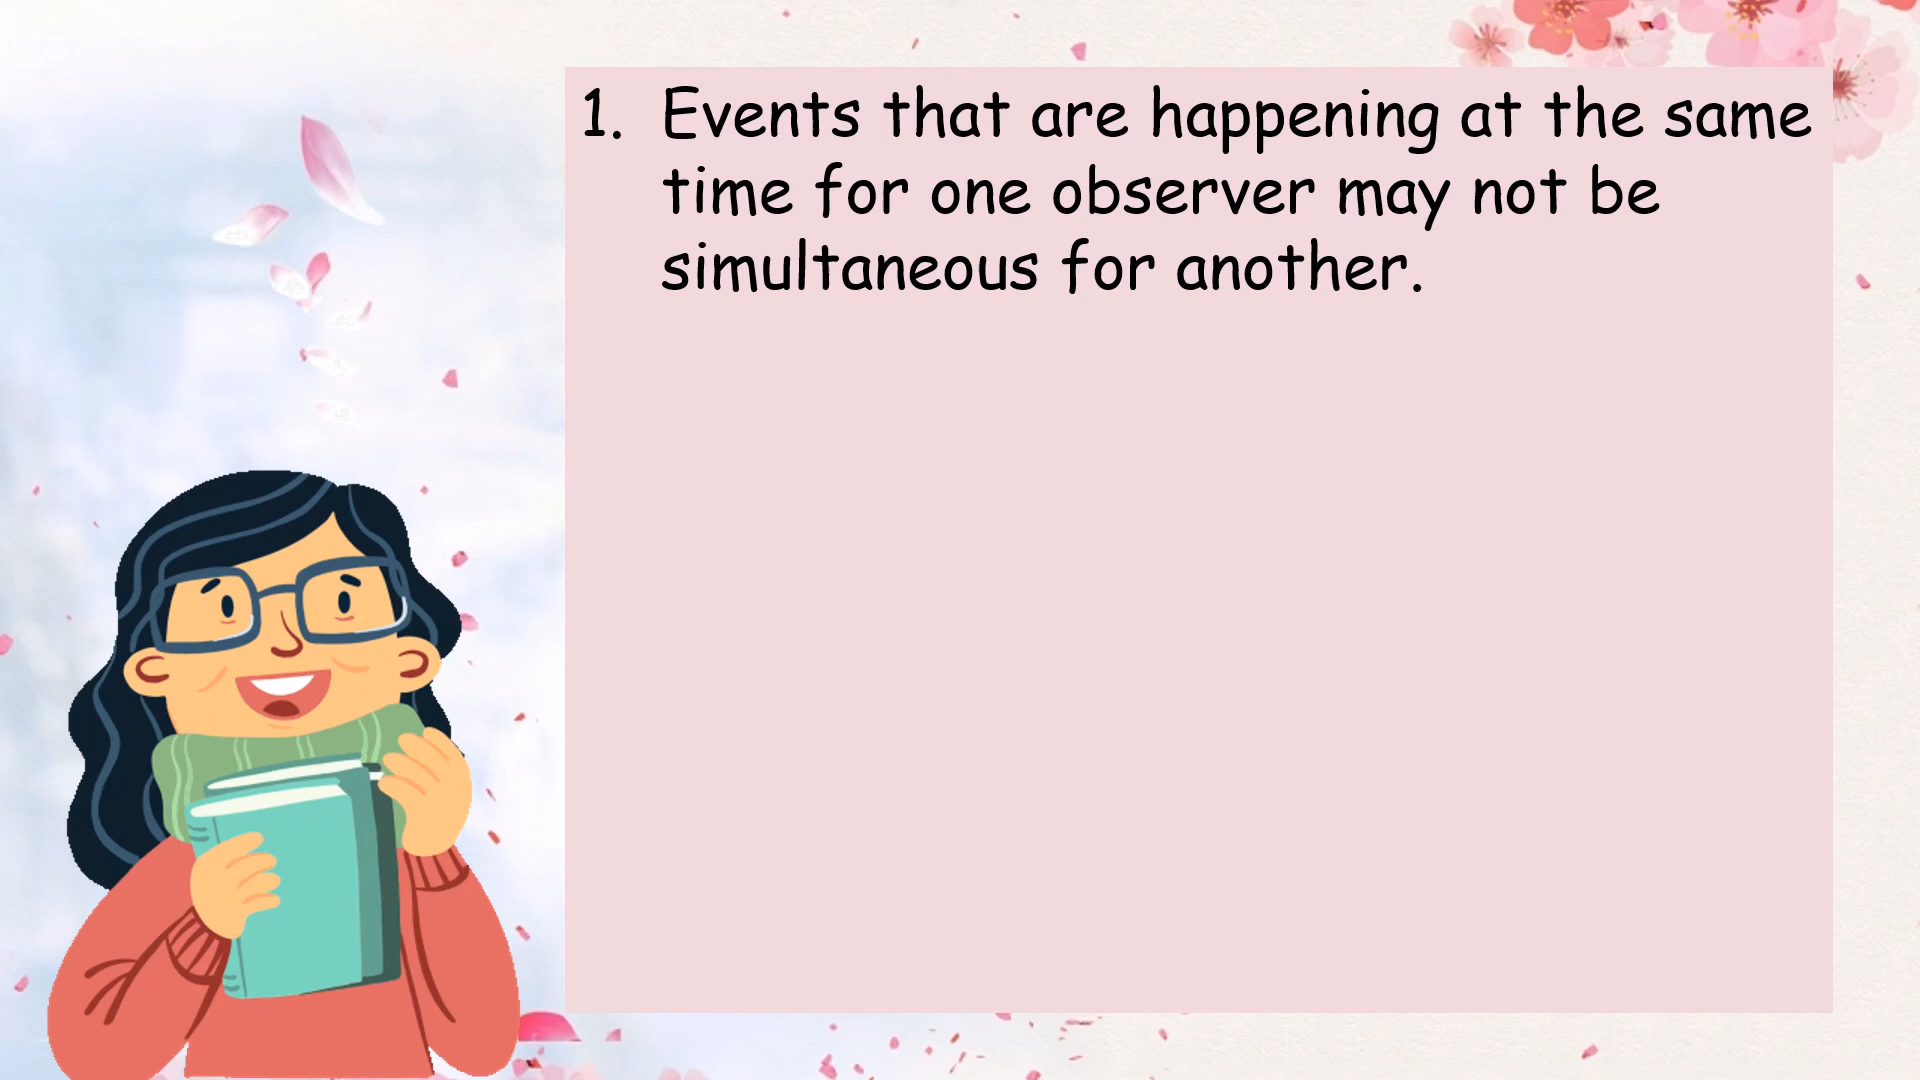 1. Events that are happening at the same
time for one observer may not be
simultaneous for another.